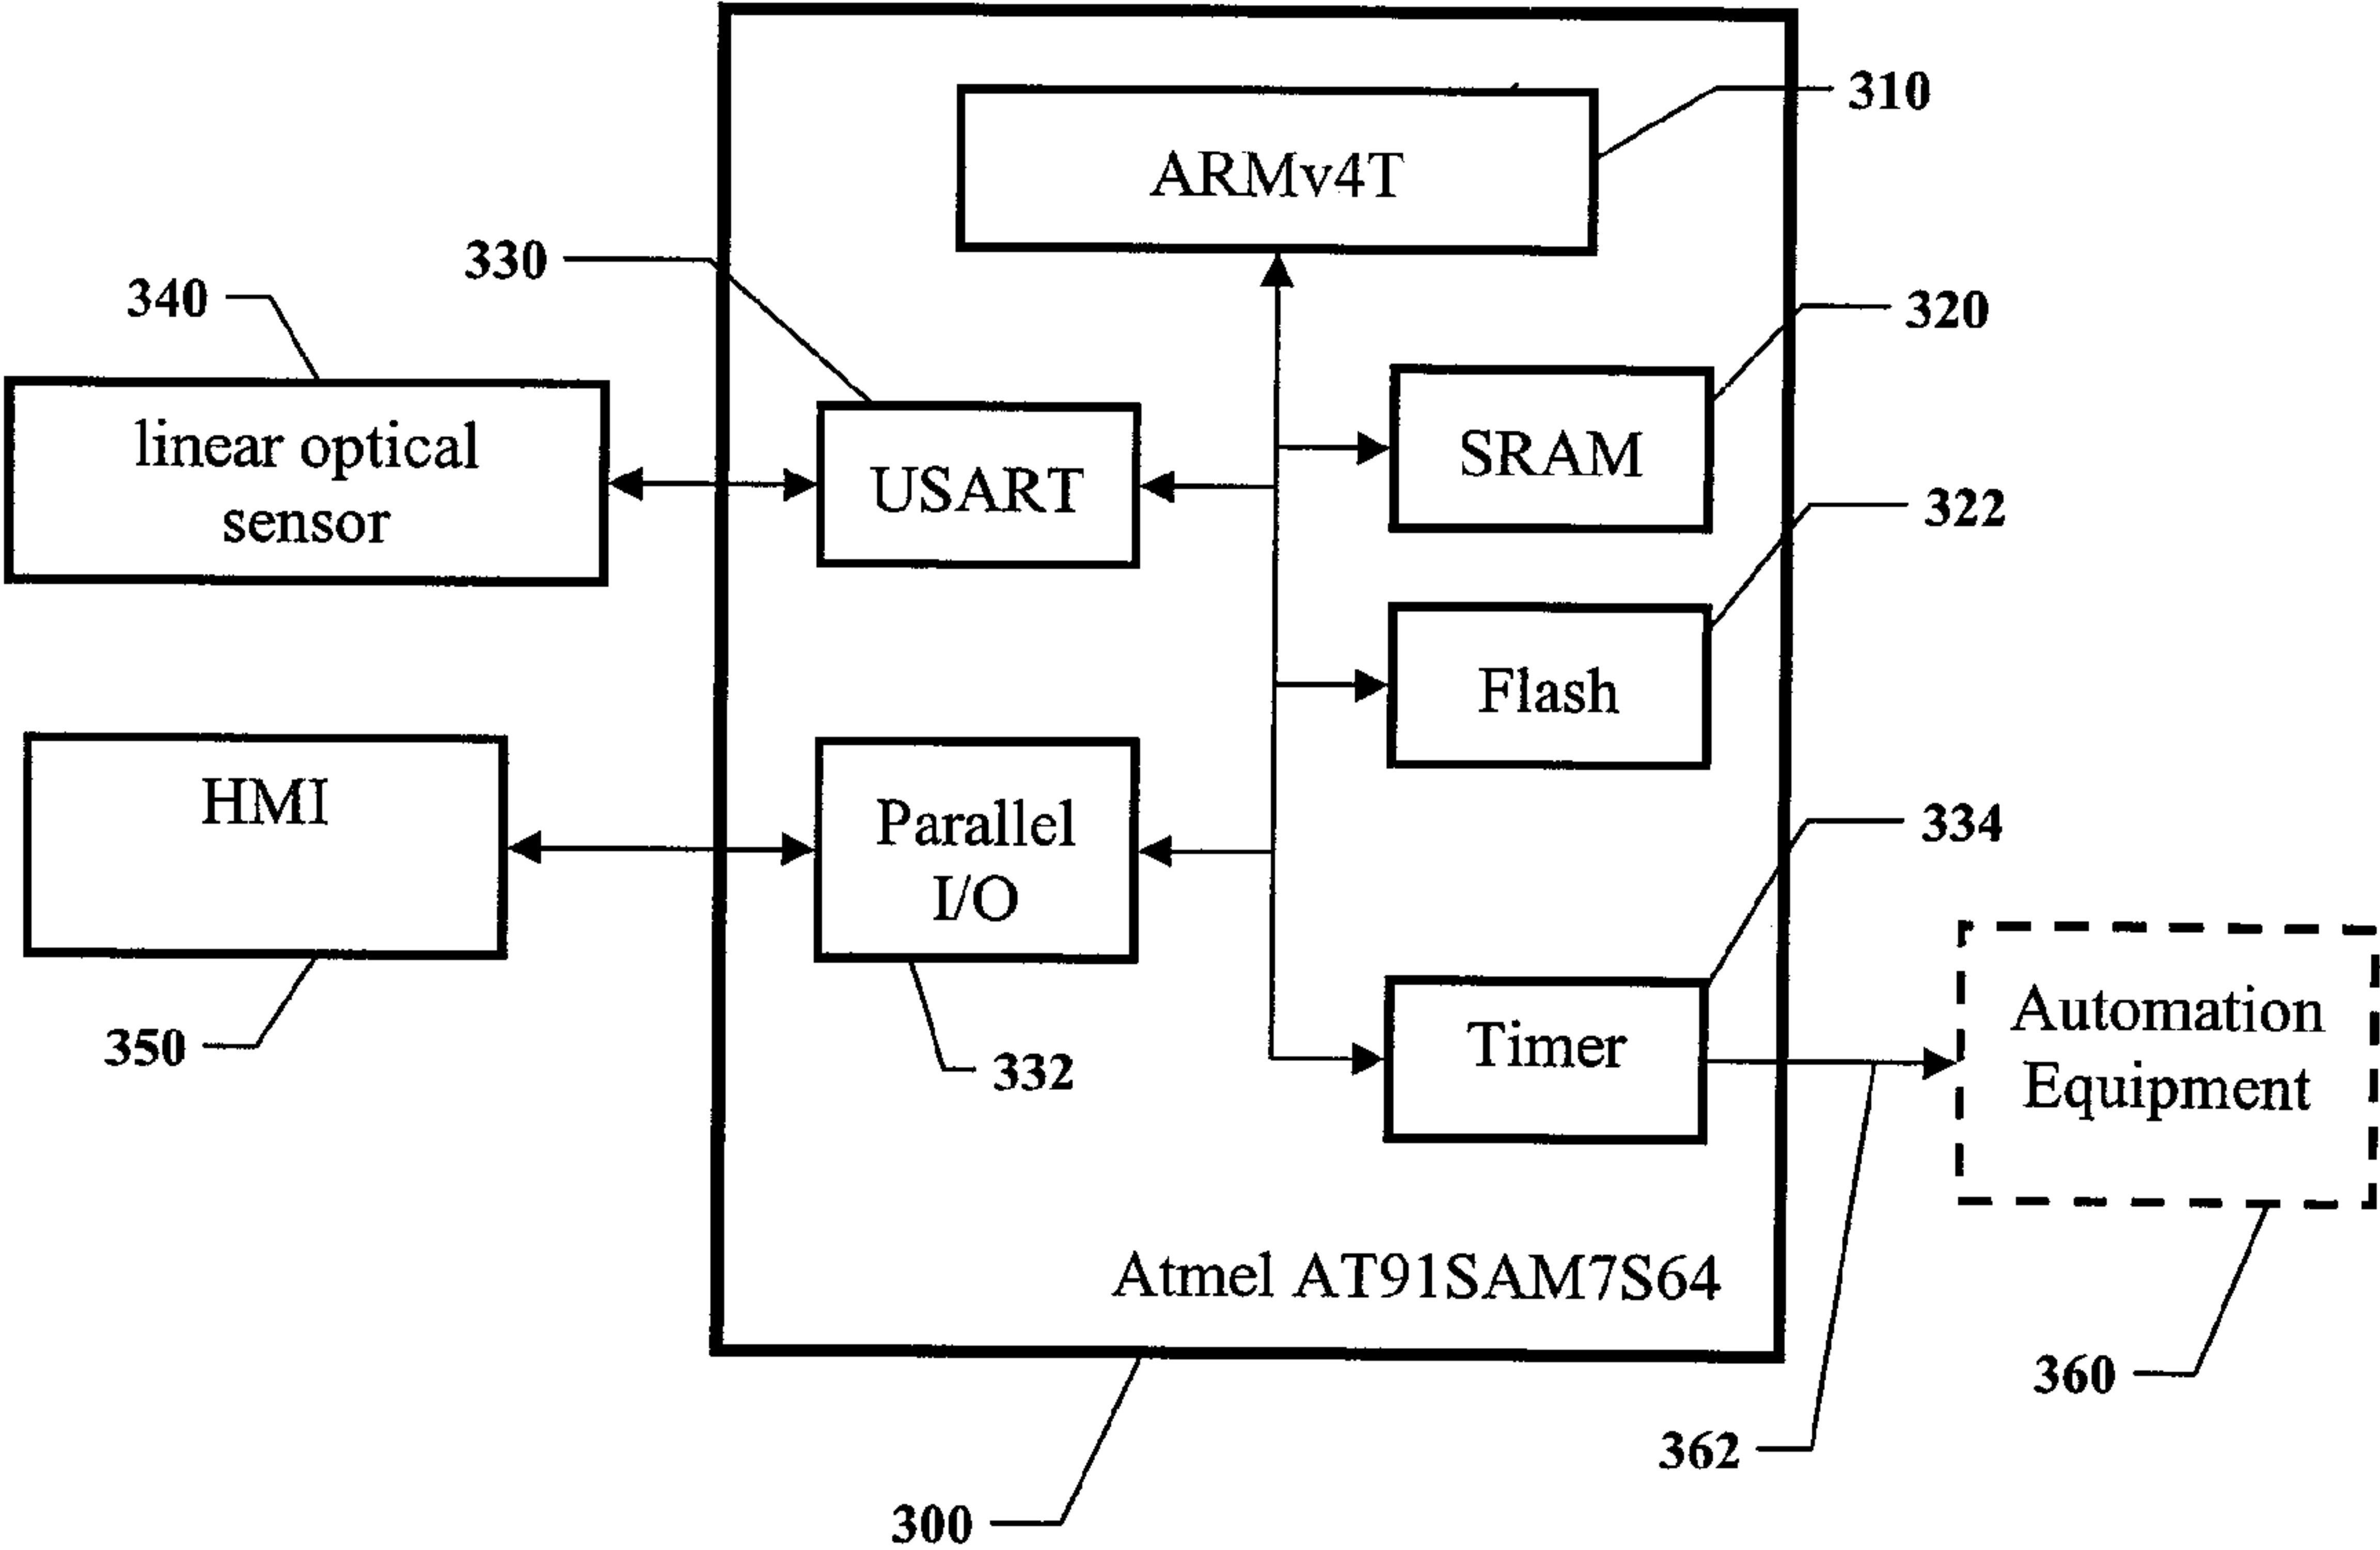 310
ARMv4T
330
340
320
linear optical
sensor
USART
SRAM
322
Flash
HMI
Parallel
I/O
334
Automation
Equipment
Timer
350
332
Atmel AT91SAM7S64
360
362
300